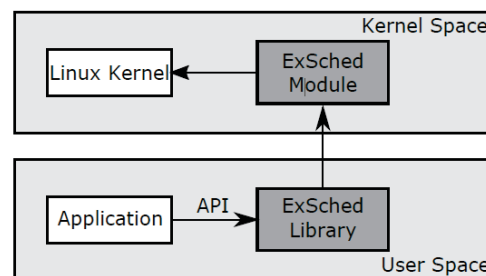 Kernel Space
Linux Kernel
ExSched
Module
Application
API
ExSched
Library
User Space